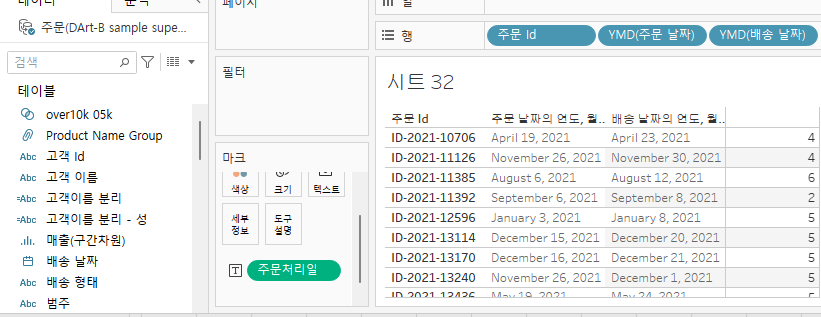 페이지
행
주문 Id
YMD(주문 날짜)
YMD(배송 날짜)
주문(DArt-B sample supe...
검색
테이블
over10k 05k
Product Name Group
Abc 고객 Id
Abc 고객 이름
=Abc 고객이름 분리
=Abc 고객이름 분리 - 성
매출(구간차원)
배송 날짜
Abc 배송 형태
Abc 범주
필터
마크
색상
크기
텍스트
세부
정보
도구
설명
T 주문처리일
시트 32
주문 Id 주문 날짜의 연도, 월.. 배송 날짜의 연도, 월..
ID-2021-10706 April 19, 2021 April 23, 2021 4
ID-2021-11126 November 26, 2021 November 30, 2021 4
ID-2021-11385 August 6, 2021 August 12, 2021 6
ID-2021-11392 September 6, 2021 September 8, 2021 2
ID-2021-12596 January 3, 2021 January 8, 2021 5
ID-2021-13114 December 15, 2021 December 20, 2021 5
ID-2021-13170 December 16, 2021 December 21, 2021 5
ID-2021-13240 November 26, 2021 December 1, 2021 5
ID-2021-13436 May 19, 2021 May 24, 2021 5